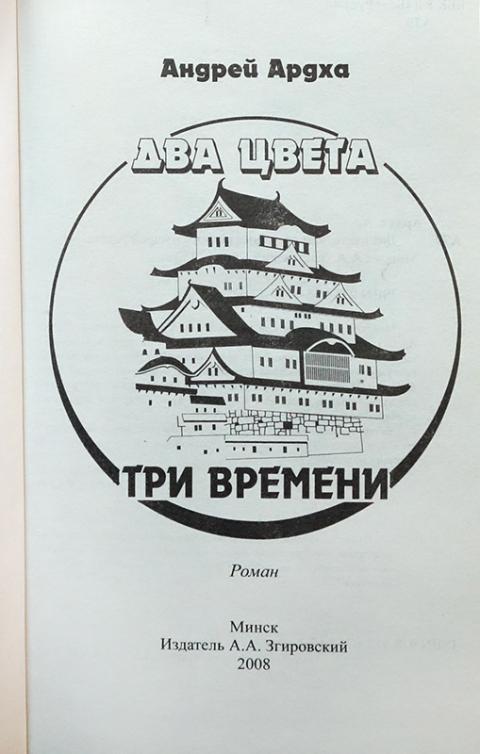 Андрей Ардха
ДВА ЦВЕТА
ТРИ ВРЕМЕНИ
Роман
Минск
Издатель А.А. Згировский
2008